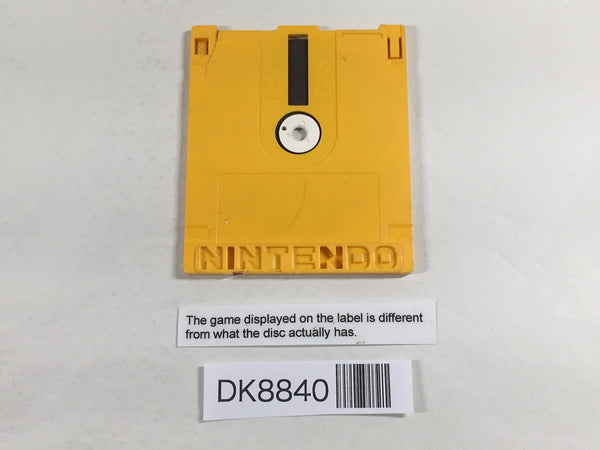 NINTENDO
The game displayed on the label is different
from what the disc actually has.
DK8840